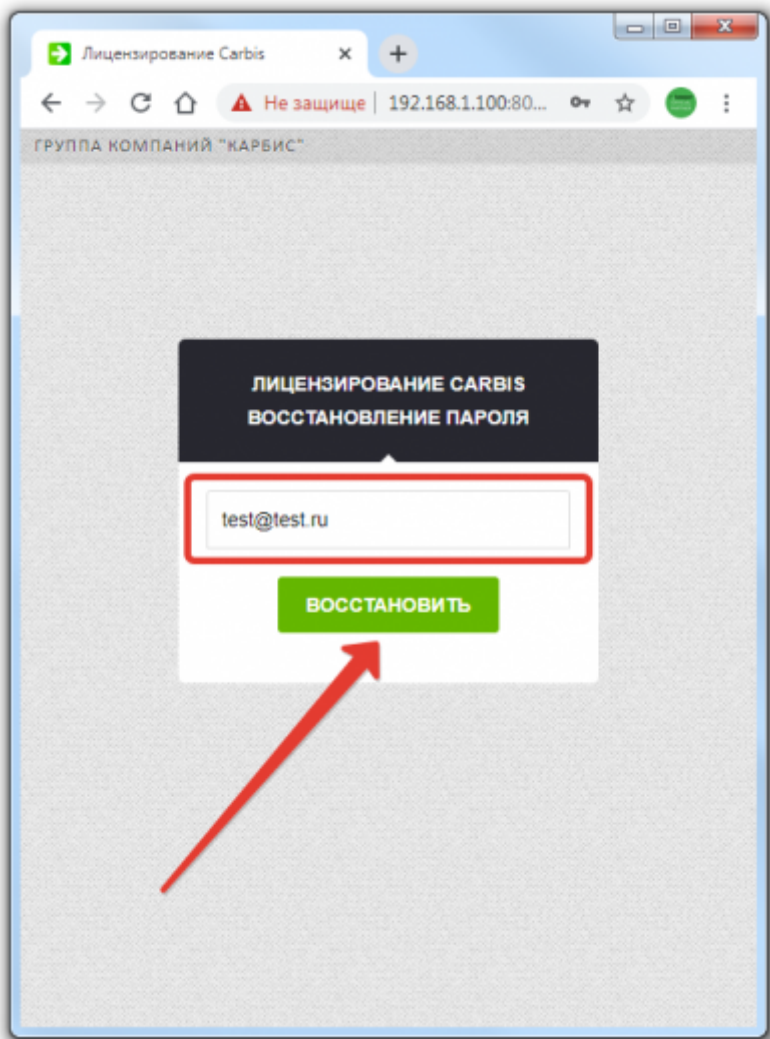 Лицензирование Carbis
Не защище 192.168.1.100:80...
ГРУППА КОМПАНИЙ "КАРБИС"
ЛИЦЕНЗИРОВАНИЕ CARBIS
ВОССТАНОВЛЕНИЕ ПАРОЛЯ
test@test.ru
ВОССТАНОВИТЬ